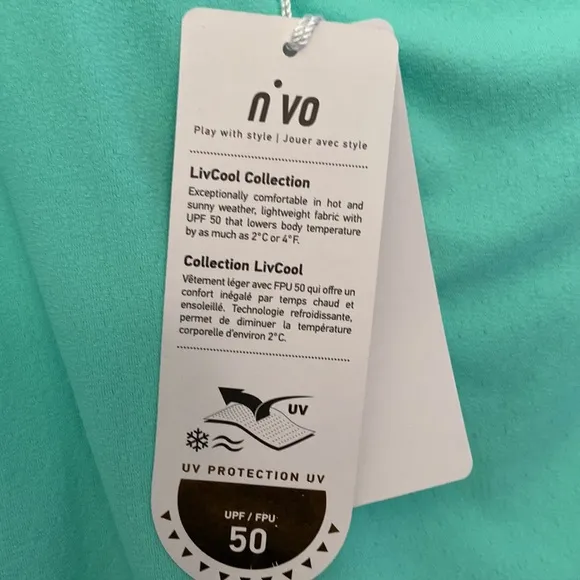 nivo
Play with style | Jouer avec style
LivCool Collection
Exceptionally comfortable in hot and
sunny weather, lightweight fabric with
UPF 50 that lowers body temperature
by as much as 2°C or 4°F.
Collection LivCool
Vêtement léger avec FPU 50 qui offre un
confort inégalé par temps chaud et
ensoleillé. Technologie refroidissante,
permet de diminuer la température
corporelle d'environ 2°C.
UV
UV PROTECTION UV
UPF / FPU
50